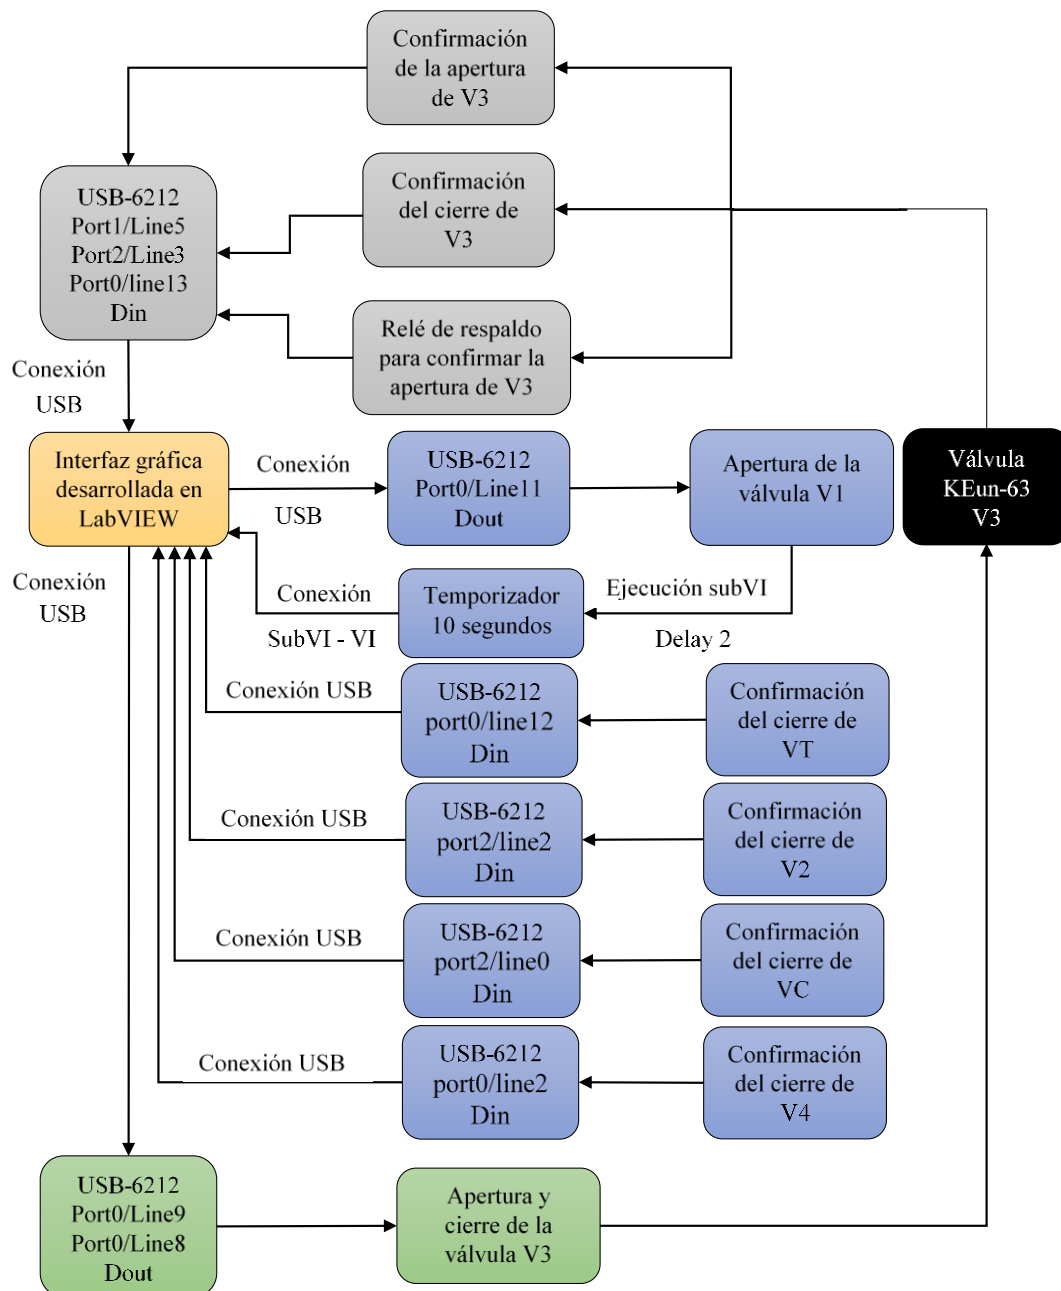 Confirmación
de la apertura
de V3
USB-6212
Port1/Line5
Port2/Line3
Port0/line13
Din
Confirmación
del cierre de
V3
Relé de respaldo
para confirmar la
apertura de V3
Conexión
USB
Interfaz gráfica
desarrollada en
LabVIEW
Conexión
USB
USB-6212
Port0/Line11
Dout
Apertura de la
válvula V1
Válvula
KEun-63
V3
Conexión
USB
Conexión
SubVI - VI
Temporizador
10 segundos
Ejecución subVI
Delay 2
Conexión USB
USB-6212
port0/line12
Din
Confirmación
del cierre de
VT
Conexión USB
USB-6212
port2/line2
Din
Confirmación
del cierre de
V2
Conexión USB
USB-6212
port2/line0
Din
Confirmación
del cierre de
VC
Conexión USB
USB-6212
port0/line2
Din
Confirmación
del cierre de
V4
USB-6212
Port0/Line9
Port0/Line8
Dout
Apertura y
cierre de la
válvula V3